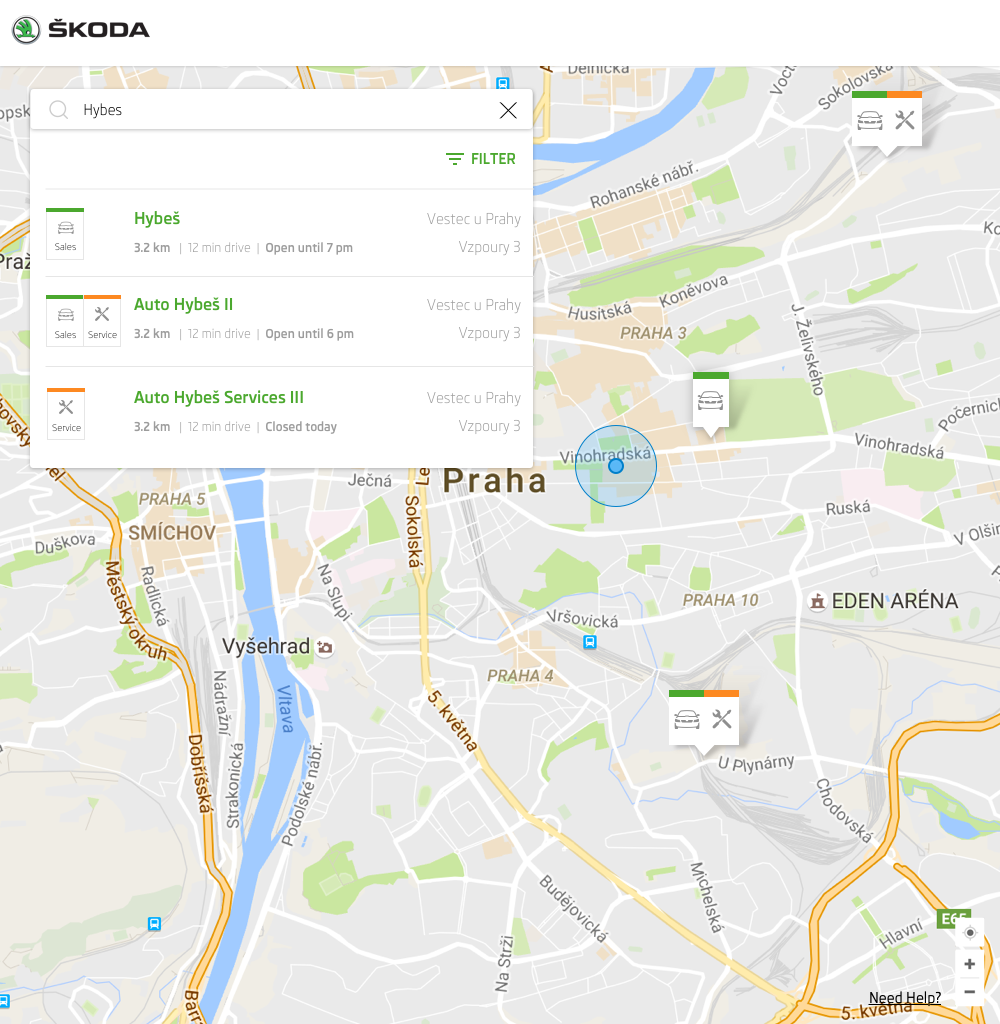 ŠKODA
Hybes
FILTER
Hybeš
Vestec u Prahy
Sales
3.2 km | 12 min drive | Open until 7 pm
Vzpoury 3
Auto Hybeš II
Vestec u Prahy
Sales
Service
3.2 km | 12 min drive | Open until 6 pm
Vzpoury 3
Auto Hybeš Services III
Vestec u Prahy
Service
3.2 km | 12 min drive | Closed today
Vzpoury 3
Dělnická
Sokolovská
Rohanské nábř.
Koněvova
Husitská
PRAHA 3
J. Želivského
Vinohradská
Vinohradská
Praha
Ječná
Sokolská
PRAHA 5
SMÍCHOV
Duškova
Radlická
Městský okruh
Na Slupi
Ruská
V Olšin
PRAHA 10
EDEN ARÉNA
Vršovická
Vyšehrad
PRAHA 4
Nádražní
Vltava
5. května
Dobříšská
Strakonická
Podolské nábř.
U Plynárny
Chodovská
Michelská
Budějovická
Na Strži
Hlavní
5. května
Need Help?
+
−